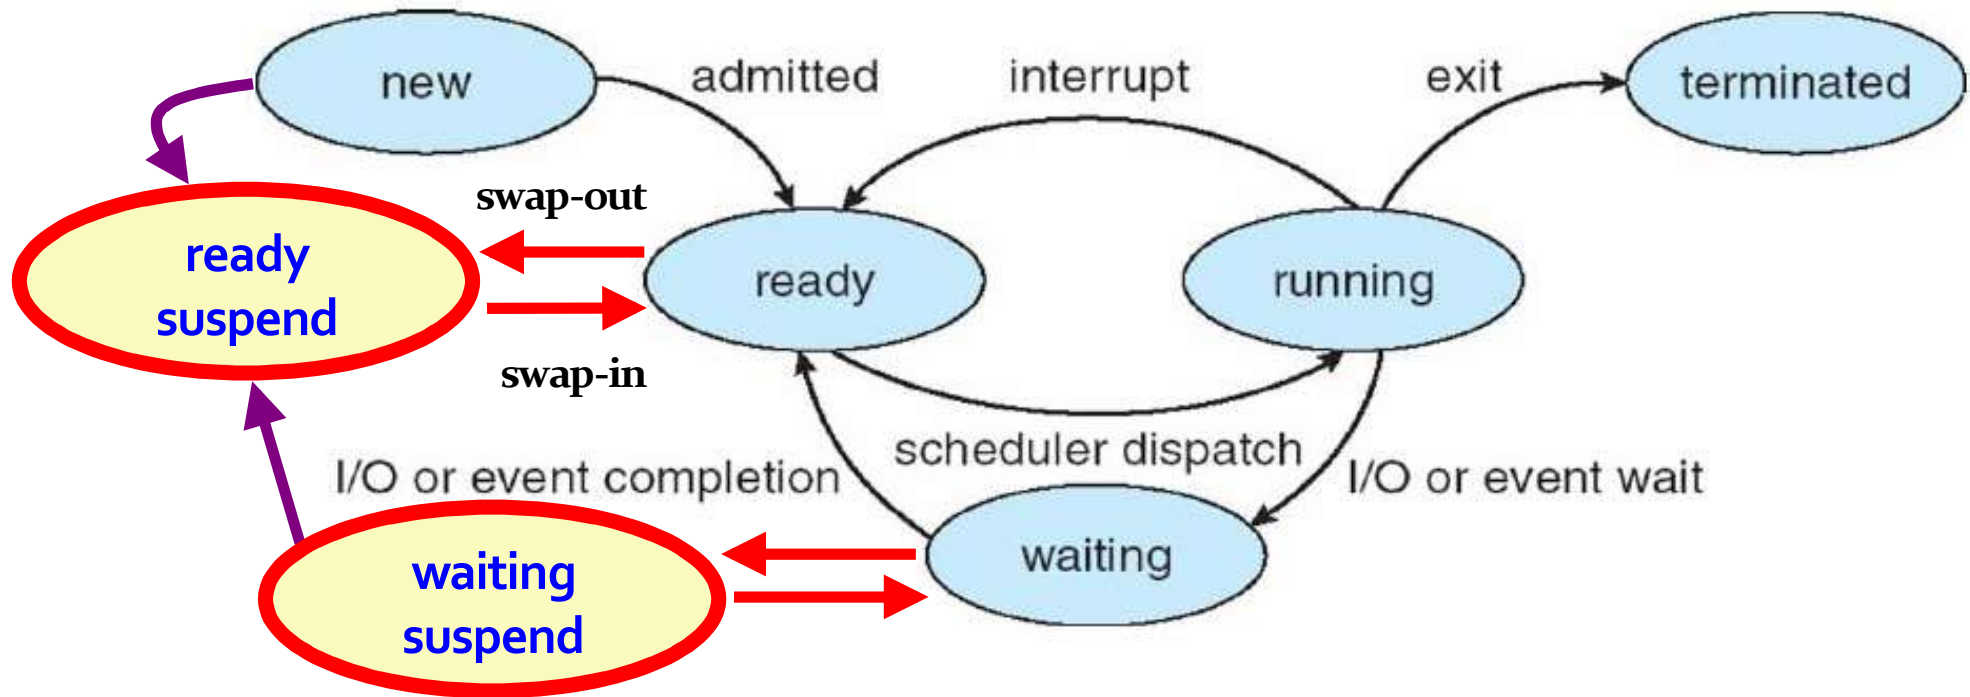 new
admitted
interrupt
exit
terminated
swap-out
ready
suspend
ready
running
swap-in
scheduler dispatch
I/O or event completion
I/O or event wait
waiting
waiting
suspend